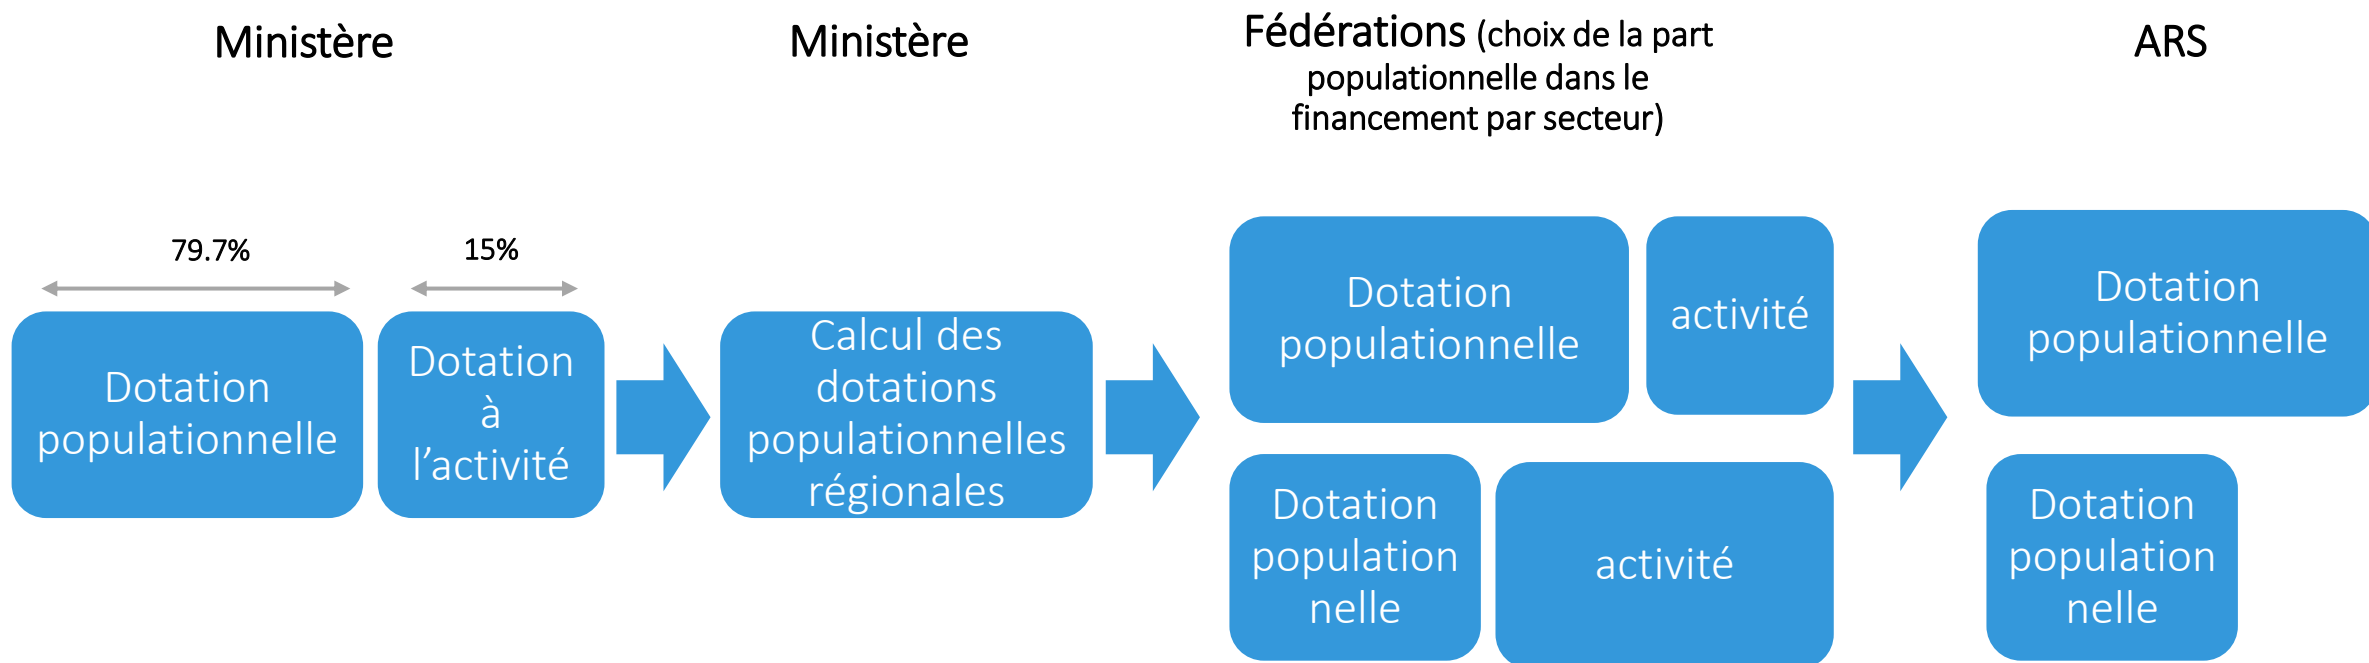 Ministère
Ministère
Fédérations (choix de la part
populationnelle dans le
financement par secteur)
ARS
79.7%
15%
Dotation
populationnelle
Dotation
à
l’activité
Calcul des
dotations
populationnelles
régionales
Dotation
populationnelle
activité
Dotation
population
nelle
activité
Dotation
populationnelle
Dotation
population
nelle